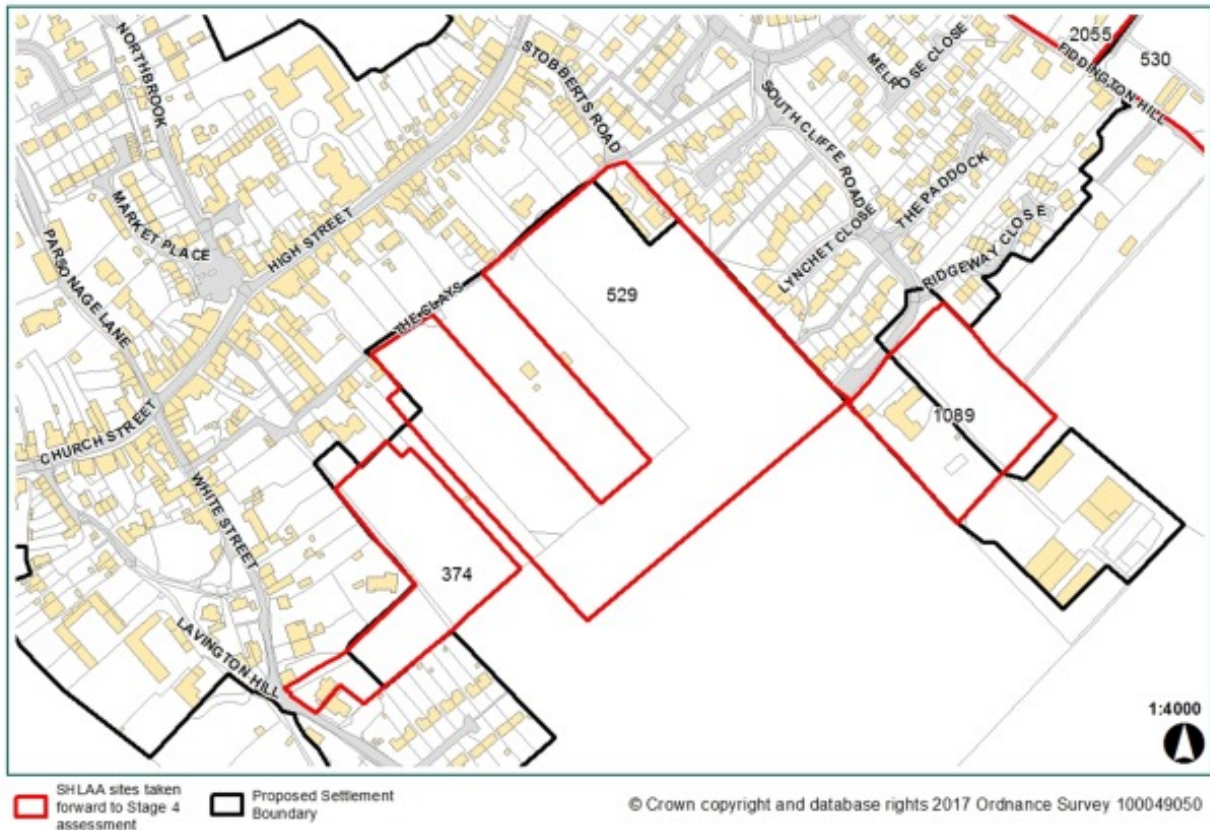 NORTHBROOK
STOBBERTS ROAD
MELROSE CLOSE
2055
530
FIDDINGTON HILL
SOUTHCLIFFE ROAD
THE PADDOCK
MARKET PLACE
HIGH STREET
PARSONAGE LANE
LYNCHET CLOSE
RIDGEWAY CLOSE
529
THE CLAYS
1089
CHURCH STREET
WHITE STREET
374
LAVINGTON HILL
1:4000
SHLAA sites taken
forward to Stage 4
assessment
Proposed Settlement
Boundary
© Crown copyright and database rights 2017 Ordnance Survey 100049050